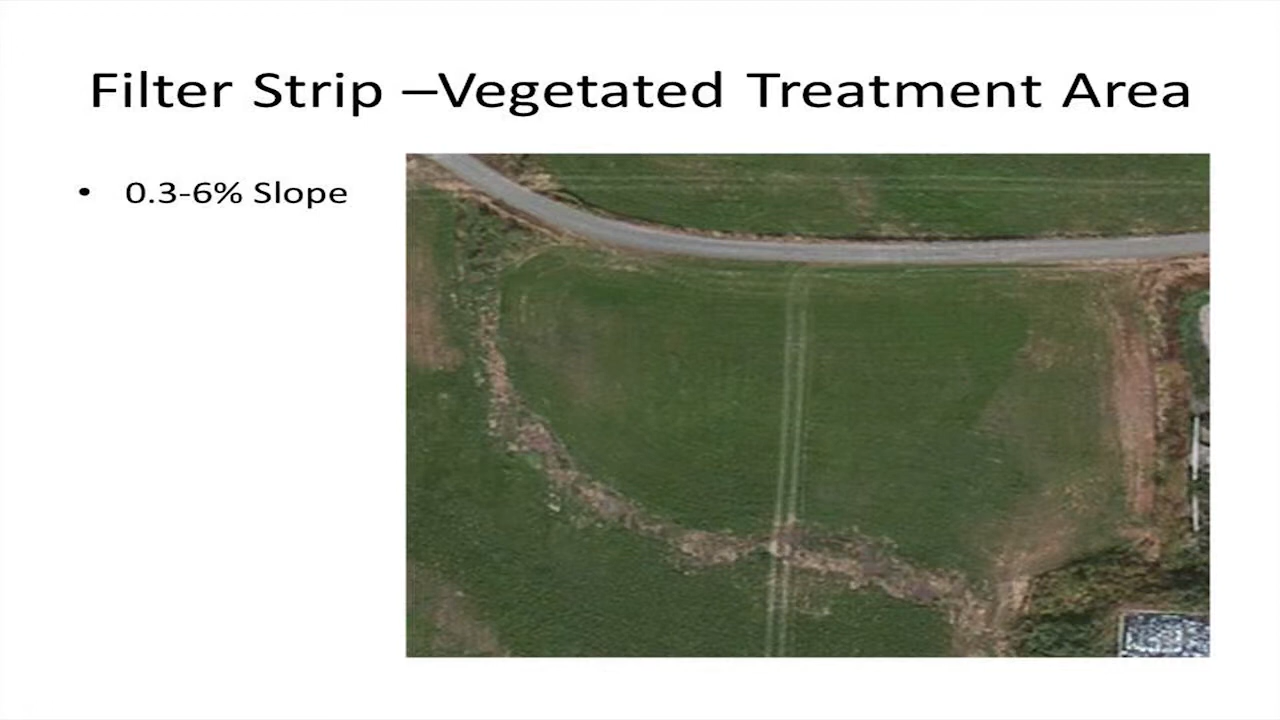 Filter Strip –Vegetated Treatment Area
• 0.3-6% Slope